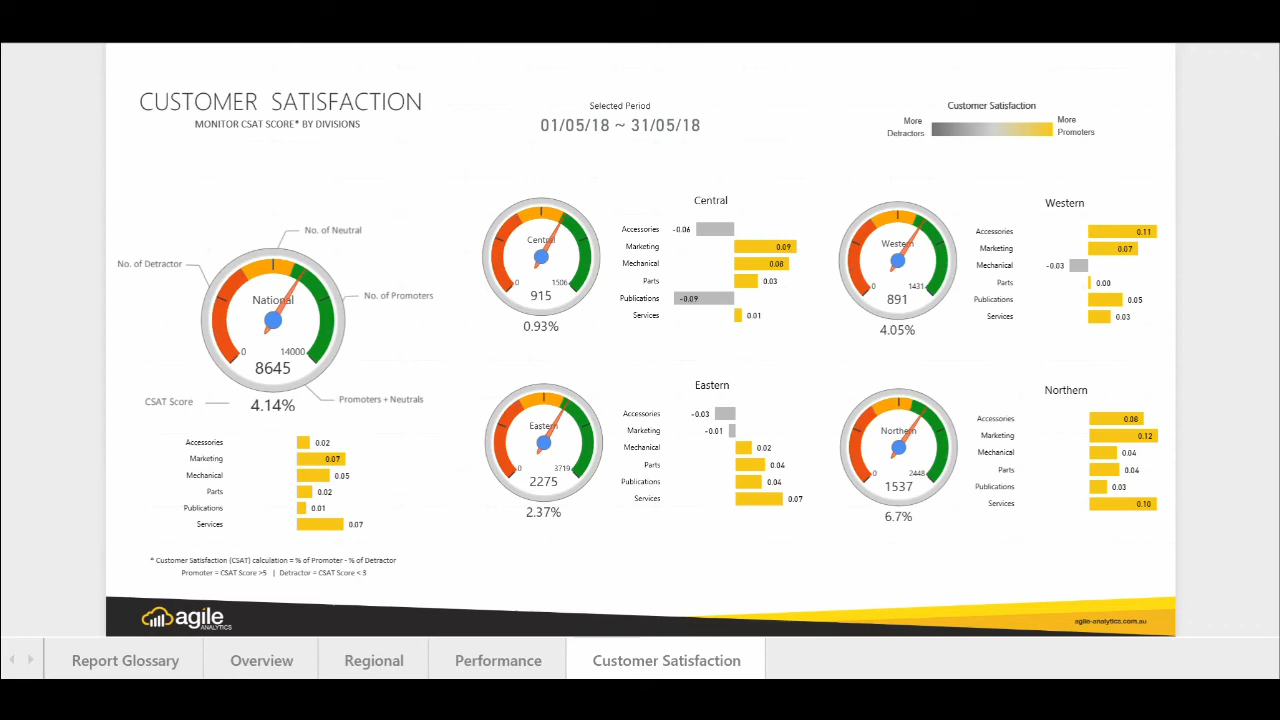 CUSTOMER SATISFACTION
MONITOR CSAT SCORE* BY DIVISIONS
Selected Period
01/05/18 ~ 31/05/18
Customer Satisfaction
More
Detractors
More
Promoters
No. of Neutral
No. of Detractor
No. of Promoters
National
0
14000
8645
CSAT Score
4.14%
Promoters + Neutrals
Accessories 0.02
Marketing 0.07
Mechanical 0.05
Parts 0.02
Publications 0.01
Services 0.07
* Customer Satisfaction (CSAT) calculation = % of Promoter - % of Detractor
Promoter = CSAT Score >5 | Detractor = CSAT Score < 3
Central
0
1506
915
0.93%
Central
Accessories -0.06
Marketing 0.09
Mechanical 0.08
Parts 0.03
Publications -0.09
Services 0.01
Western
0
1431
891
4.05%
Western
Accessories 0.11
Marketing 0.07
Mechanical -0.03
Parts 0.00
Publications 0.05
Services 0.03
Eastern
0
3719
2275
2.37%
Eastern
Accessories -0.03
Marketing -0.01
Mechanical 0.02
Parts 0.04
Publications 0.04
Services 0.07
Northern
0
2448
1537
6.7%
Northern
Accessories 0.08
Marketing 0.12
Mechanical 0.04
Parts 0.04
Publications 0.03
Services 0.10
agile
ANALYTICS
agile-analytics.com.au
Report Glossary
Overview
Regional
Performance
Customer Satisfaction